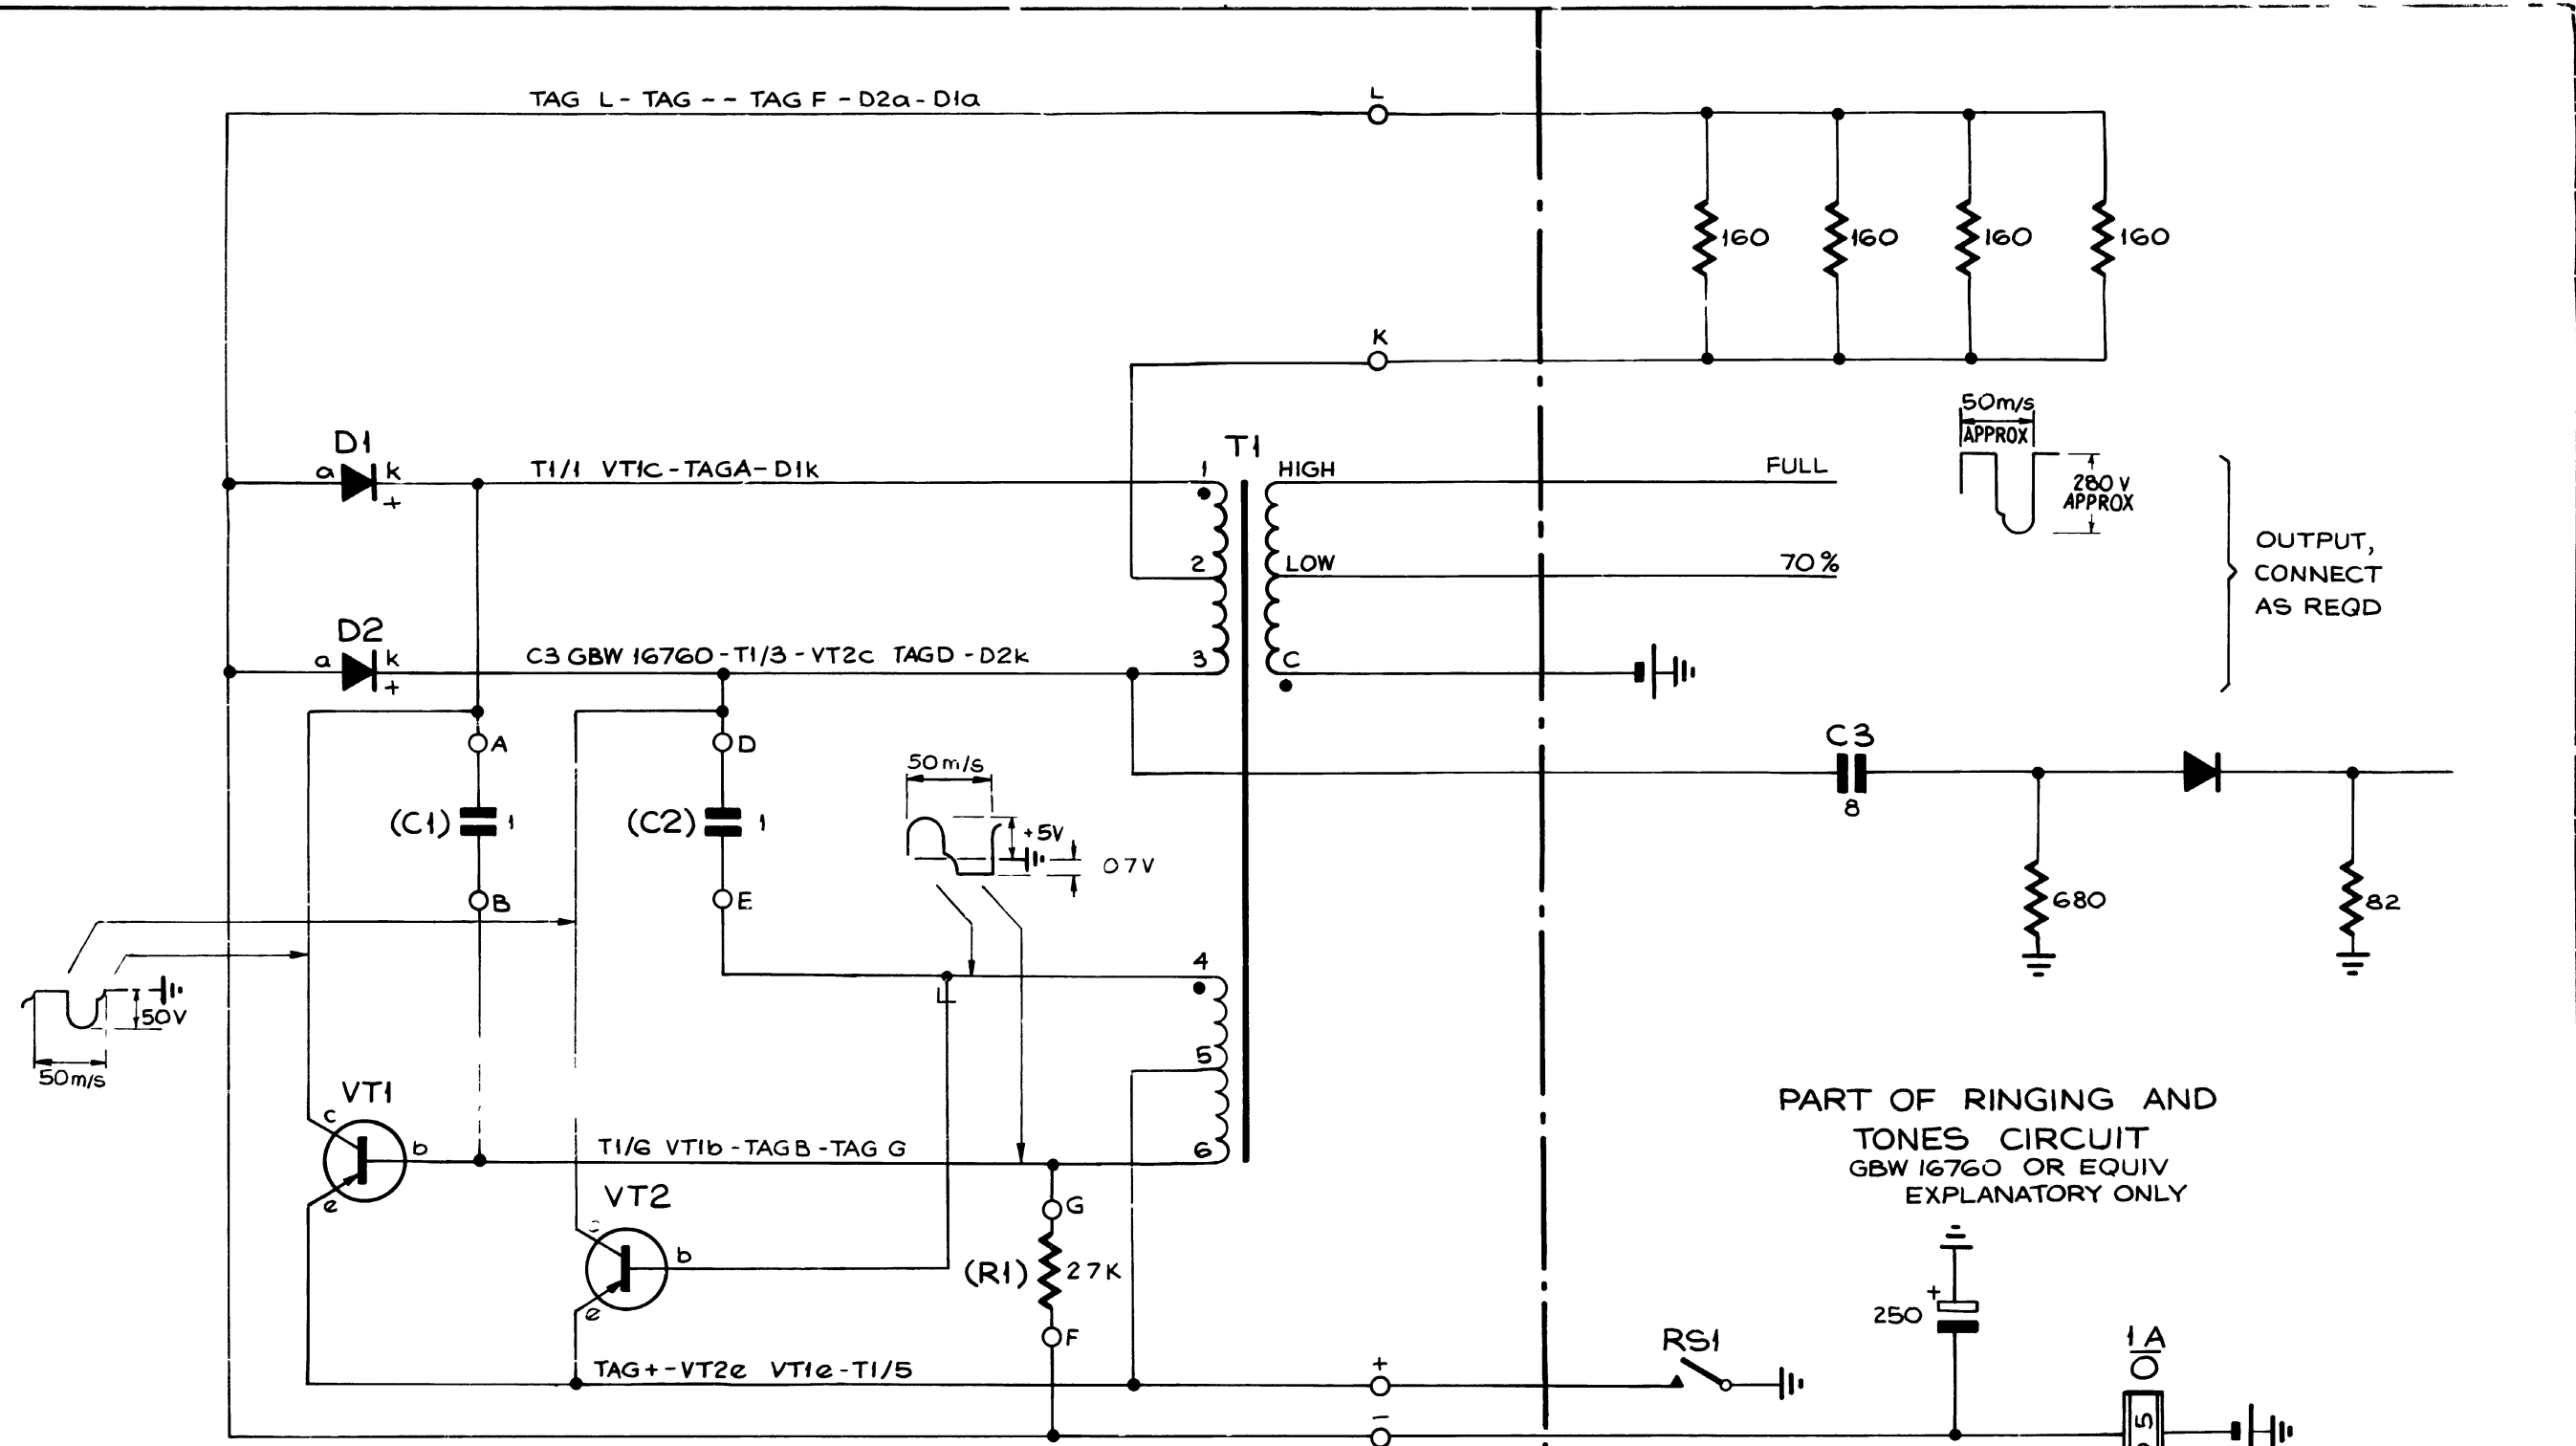 TAG L - TAG - - TAG F - D2a - D1a
L
160
160
160
160
K
50m/s
APPROX
280 V
APPROX
D1
a
k
+
T1/1 VT1C - TAGA - D1k
T1
1
HIGH
FULL
2
LOW
70%
OUTPUT,
CONNECT
AS REQD
D2
a
k
+
C3 GBW 16760 - T1/3 - VT2c TAGD - D2k
3
C
A
D
50m/s
C3
8
(C1)
1
(C2)
1
+5V
07V
B
E
680
82
4
50V
50m/s
5
VT1
c
b
e
T1/6 VT1b - TAGB - TAG G
6
VT2
c
b
e
G
(R1)
27K
F
PART OF RINGING AND
TONES CIRCUIT
GBW 16760 OR EQUIV
EXPLANATORY ONLY
+
250
TAG+ - VT2e VT1e - T1/5
+
RS1
1A
O
5
-